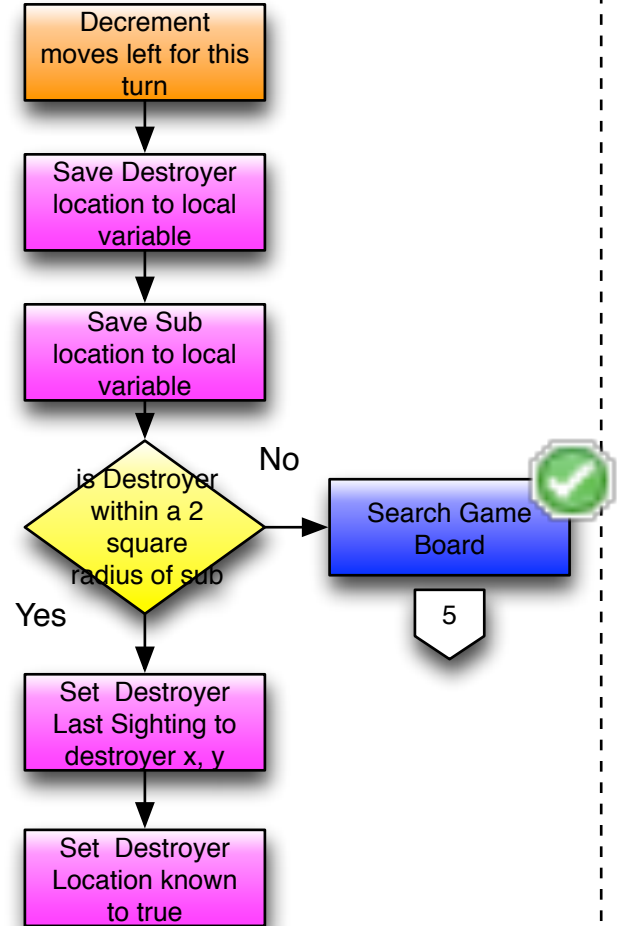 Decrement
moves left for this
turn
Save Destroyer
location to local
variable
Save Sub
location to local
variable
is Destroyer
within a 2
square
radius of sub
No
Search Game
Board
5
Yes
Set  Destroyer
Last Sighting to
destroyer x, y
Set  Destroyer
Location known
to true